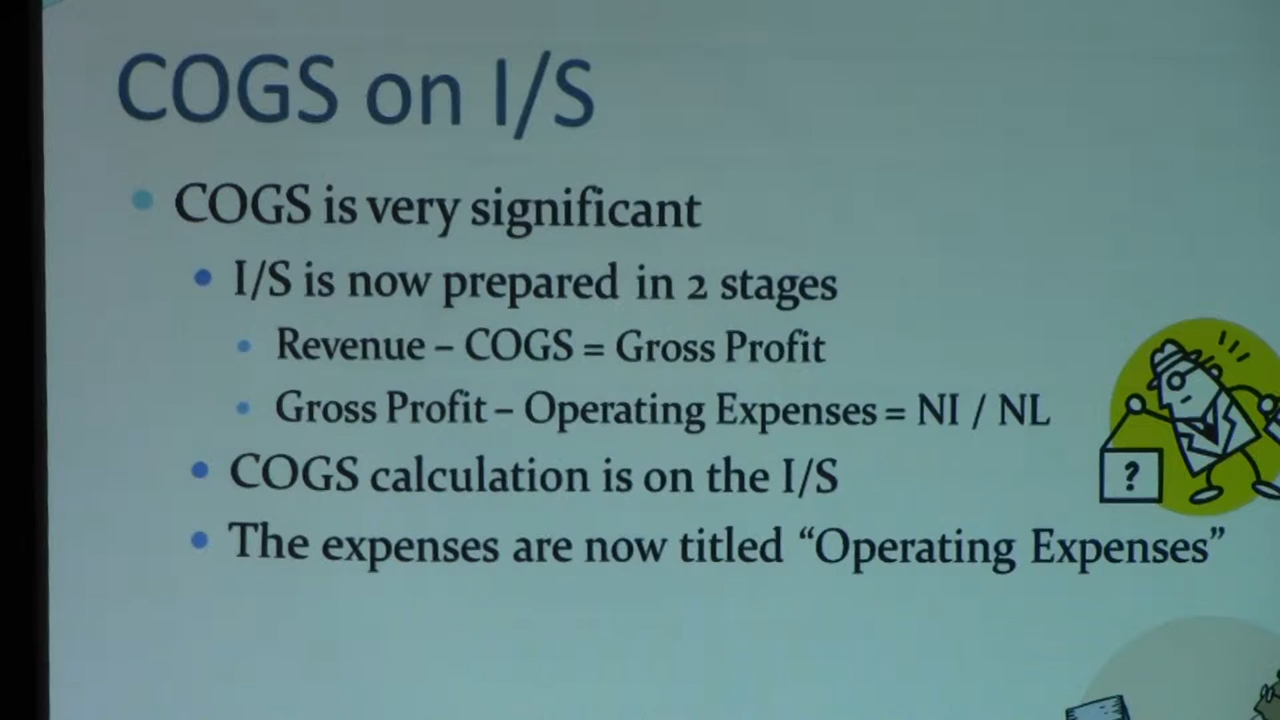 COGS on I/S
COGS is very significant
I/S is now prepared in 2 stages
Revenue – COGS = Gross Profit
Gross Profit – Operating Expenses = NI / NL
COGS calculation is on the I/S
The expenses are now titled “Operating Expenses”
?